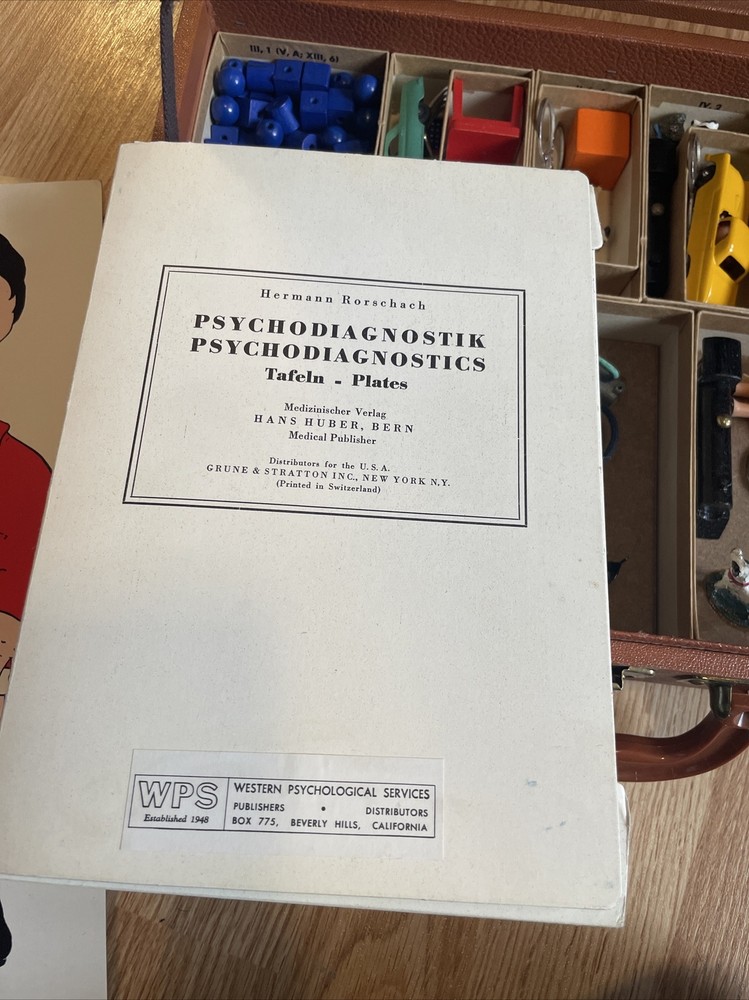 III, 1 (V, A; XIII, 6)
IV, 2
Hermann Rorschach
PSYCHODIAGNOSTIK
PSYCHODIAGNOSTICS
Tafeln - Plates
Medizinischer Verlag
HANS HUBER, BERN
Medical Publisher
Distributors for the U. S. A.
GRUNE & STRATTON INC., NEW YORK N.Y.
(Printed in Switzerland)
WPS
Established 1948
WESTERN PSYCHOLOGICAL SERVICES
PUBLISHERS • DISTRIBUTORS
BOX 775, BEVERLY HILLS, CALIFORNIA